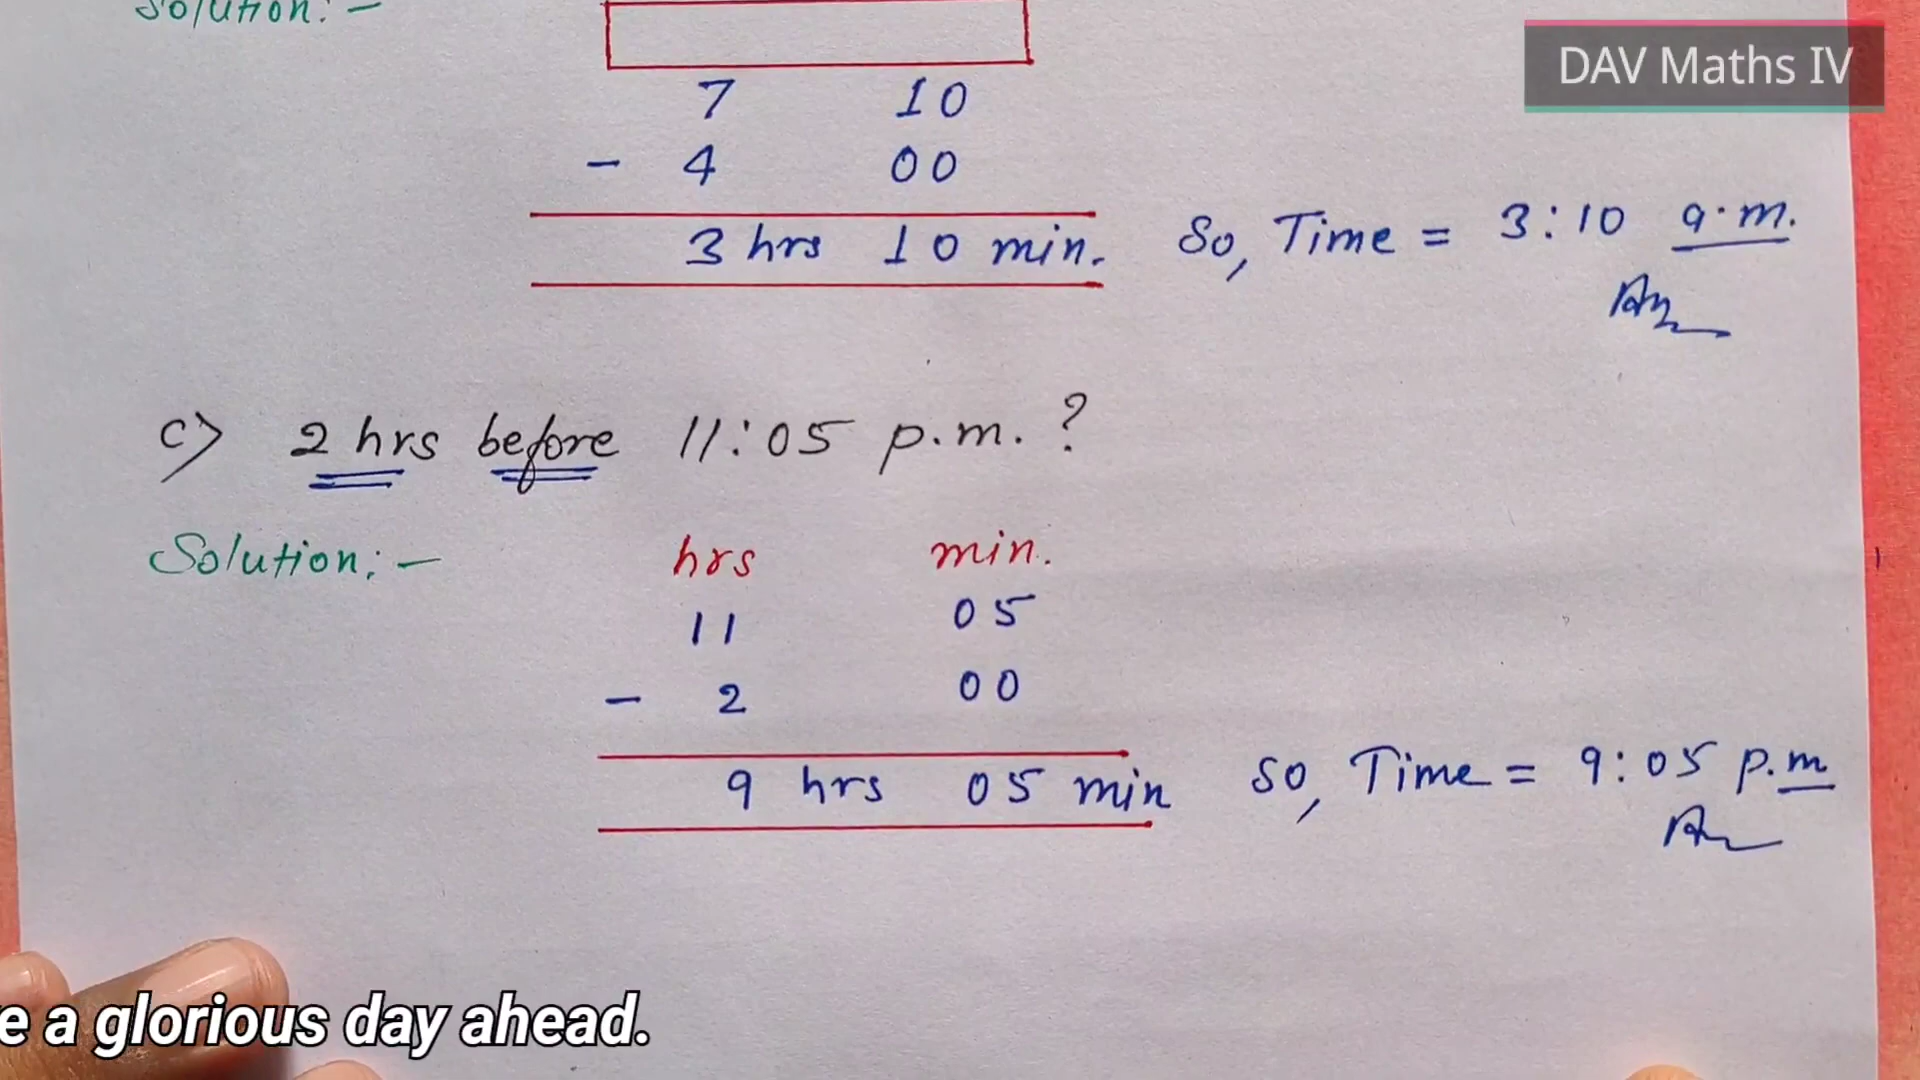 Solution:-
DAV Maths IV
7 10
- 4 00
3 hrs 10 min. So, Time = 3:10 a.m.
Ans
c) 2 hrs before 11:05 p.m. ?
Solution:- hrs min.
11 05
- 2 00
9 hrs 05 min So, Time = 9:05 p.m
Ans
e a glorious day ahead.